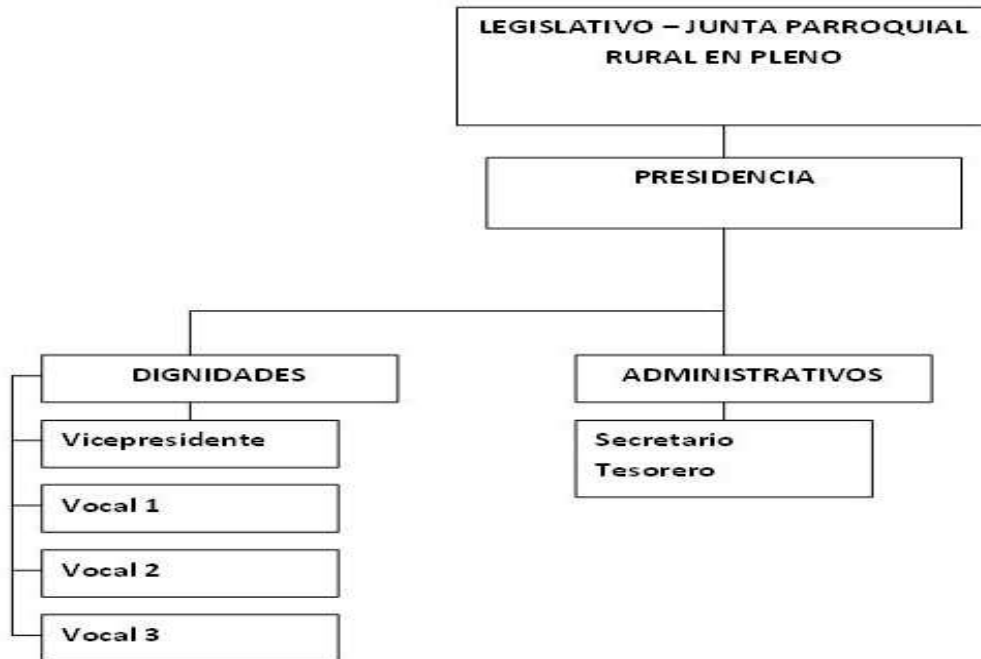 LEGISLATIVO – JUNTA PARROQUIAL
RURAL EN PLENO
PRESIDENCIA
DIGNIDADES
ADMINISTRATIVOS
Vicepresidente
Secretario
Tesorero
Vocal 1
Vocal 2
Vocal 3